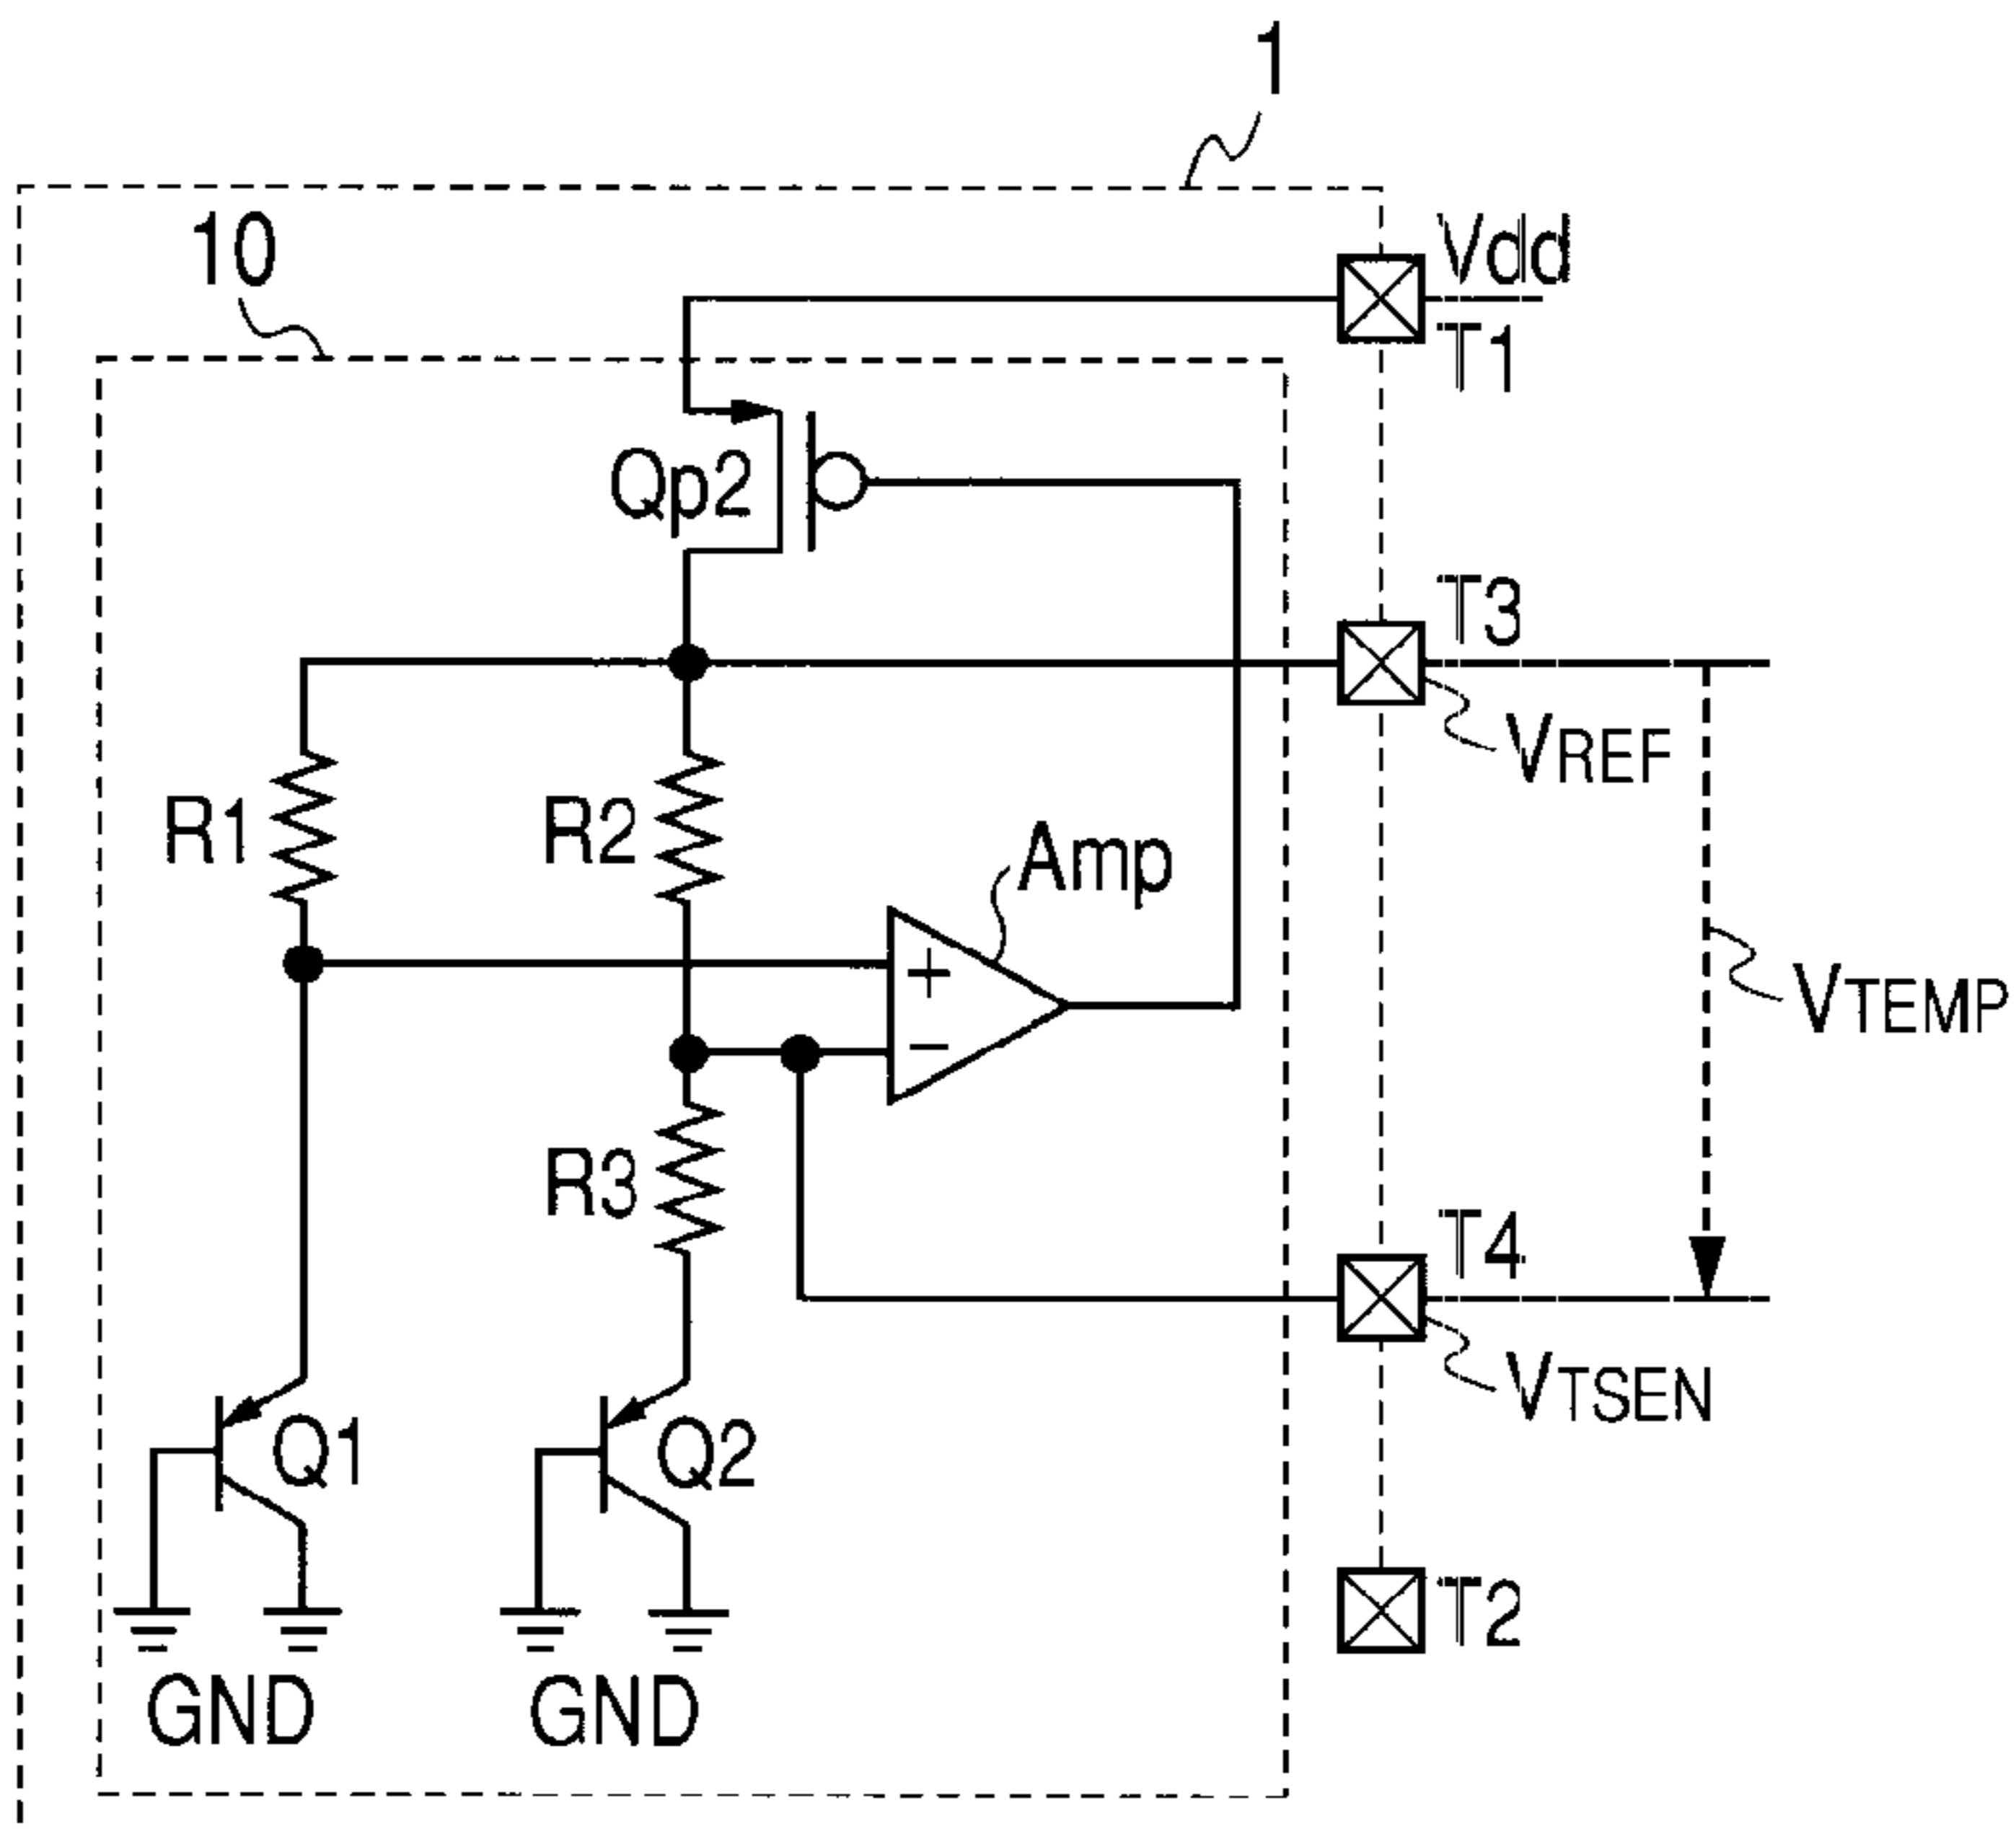 1
10
Vdd
T1
Qp2
T3
VREF
R1
R2
Amp
+
−
VTEMP
R3
T4
VTSEN
Q1
Q2
T2
GND
GND